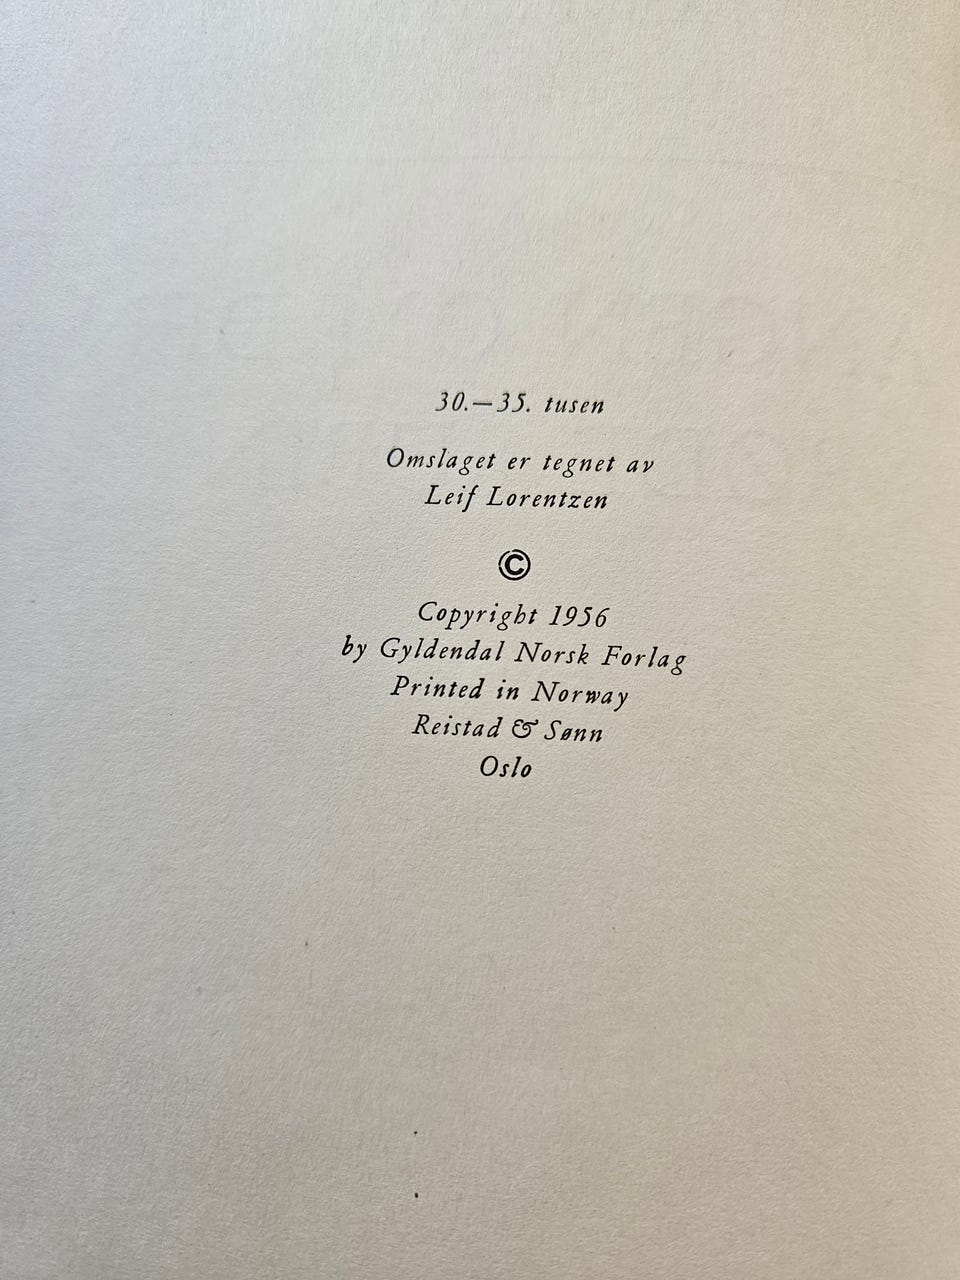 30.—35. tusen
Omslaget er tegnet av
Leif Lorentzen
©
Copyright 1956
by Gyldendal Norsk Forlag
Printed in Norway
Reistad & Sønn
Oslo